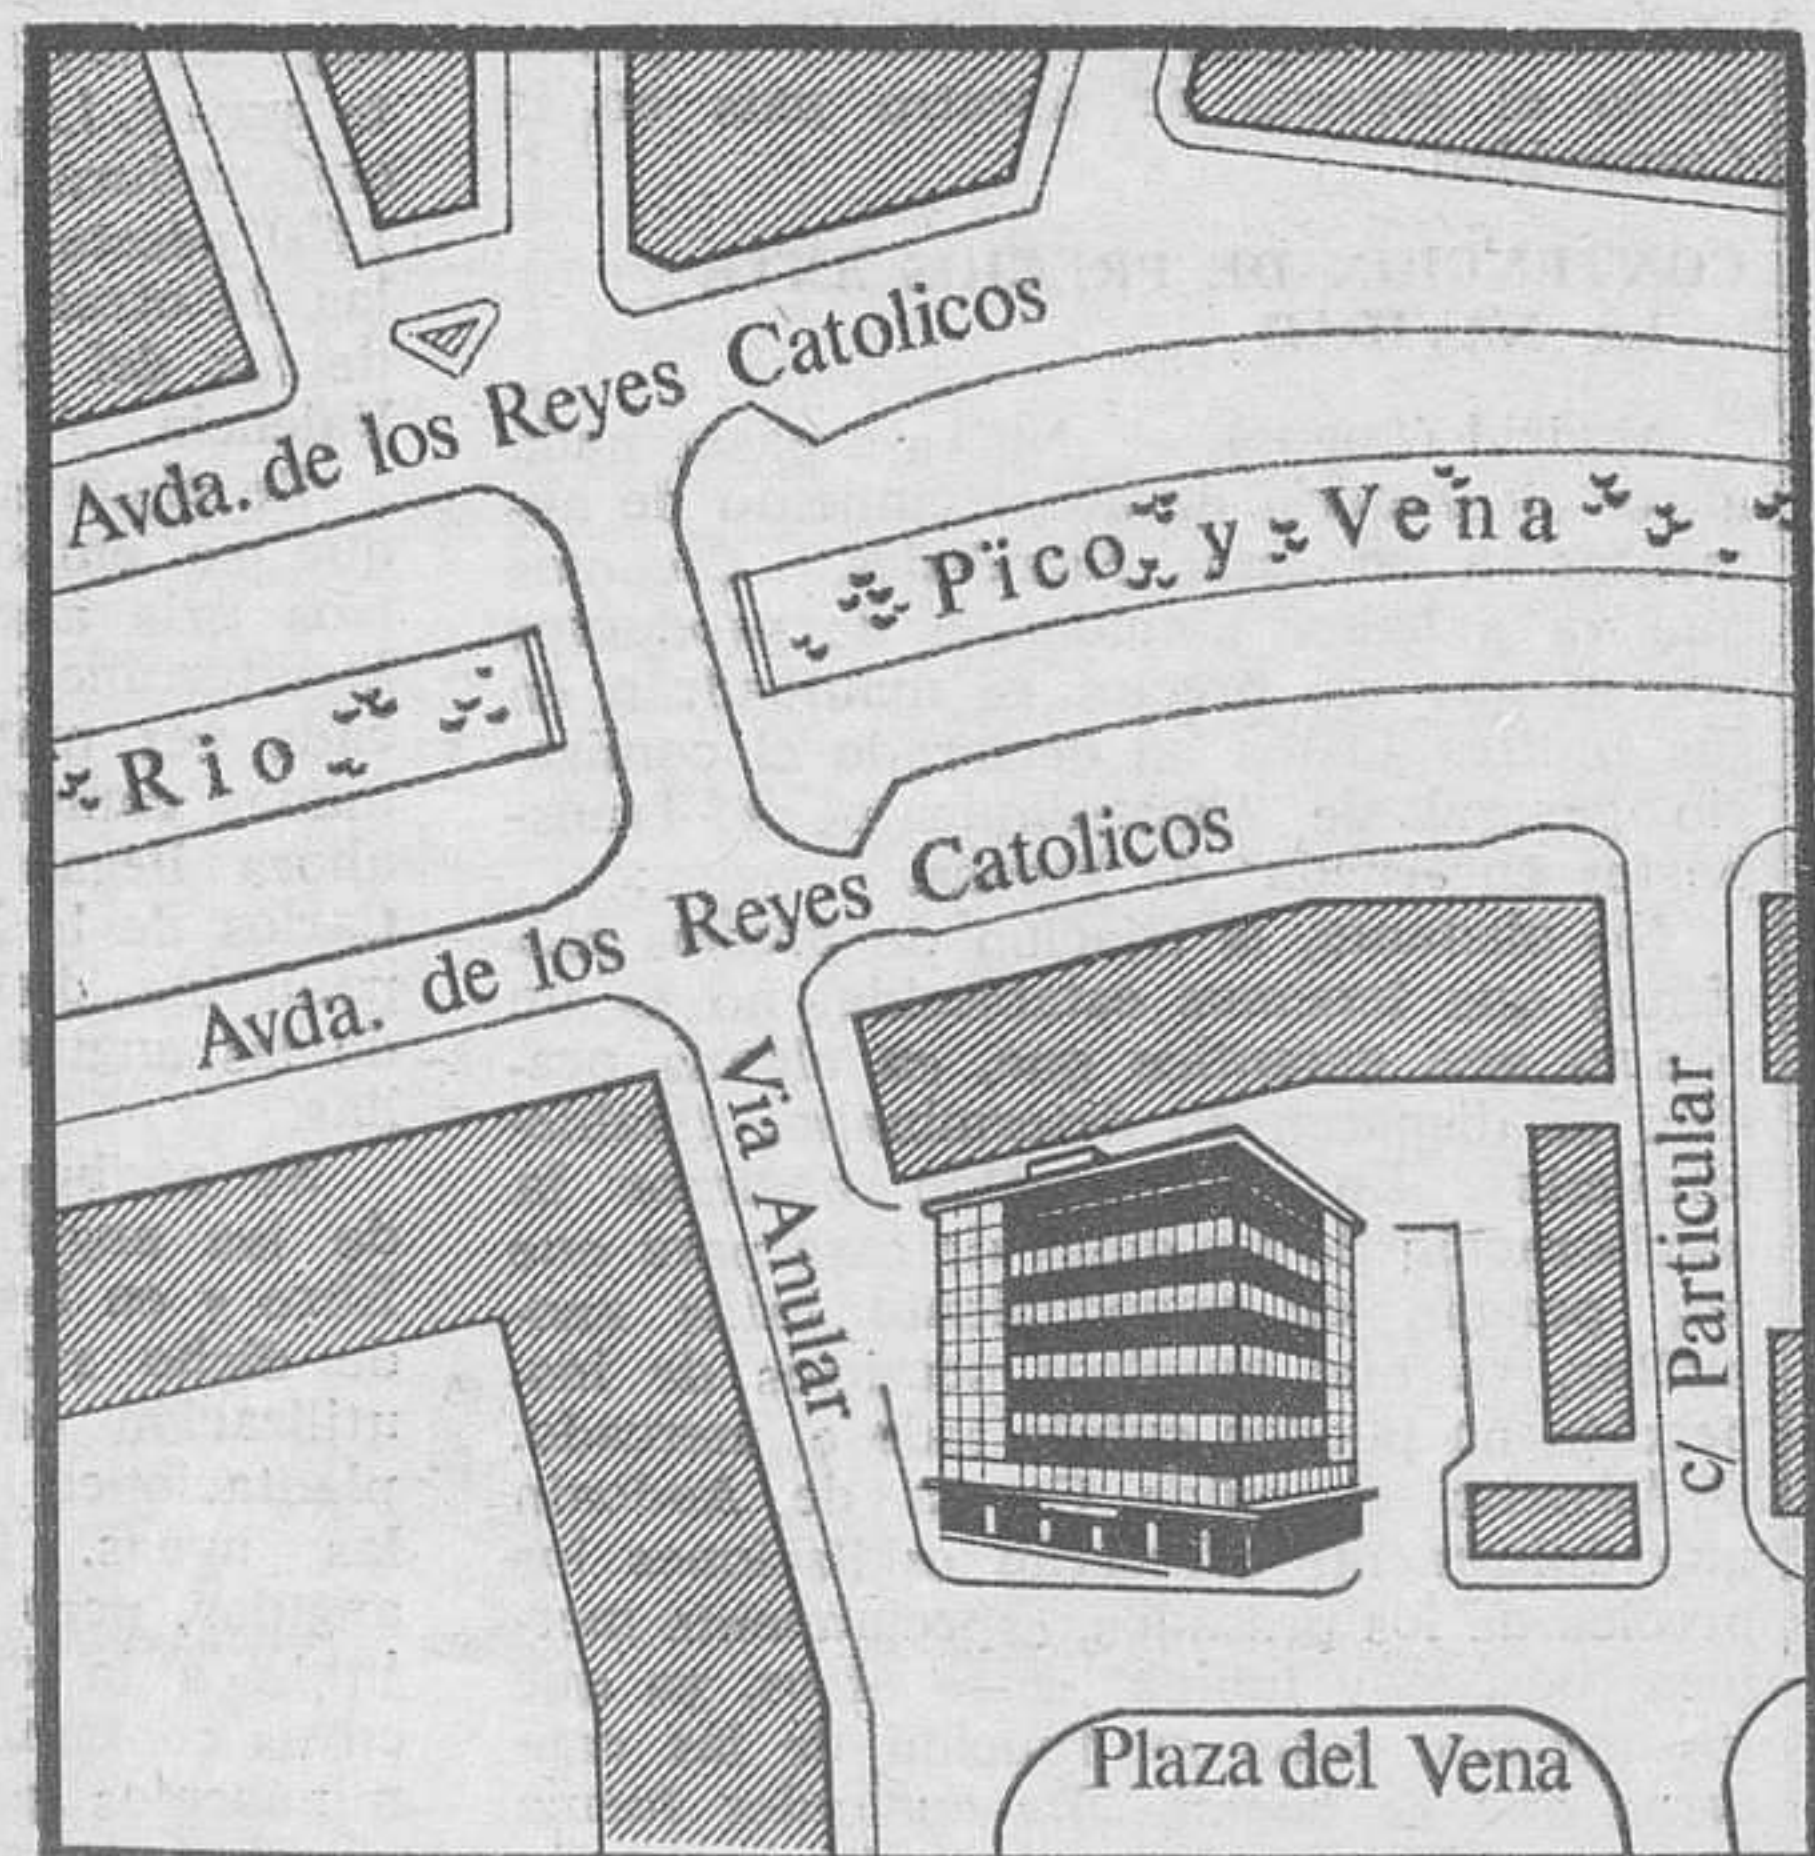 Avda. de los Reyes Catolicos
Rio Pico y Vena
Avda. de los Reyes Catolicos
Via Anular
c/ Particular
Plaza del Vena